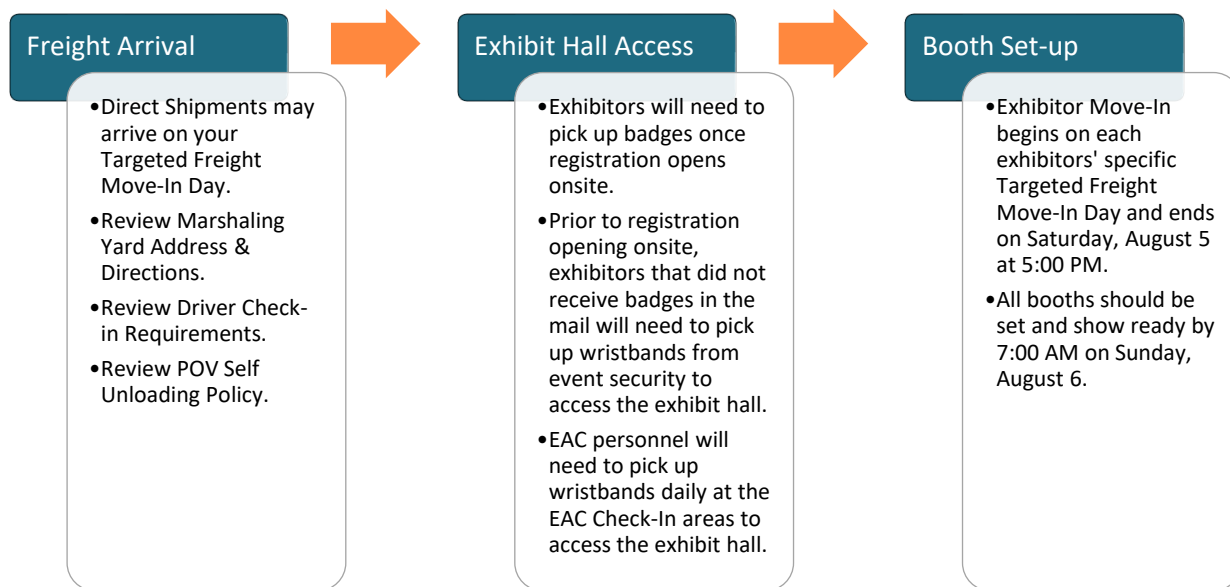 Freight Arrival
•Direct Shipments may
arrive on your
Targeted Freight
Move-In Day.
•Review Marshaling
Yard Address &
Directions.
•Review Driver Check-
in Requirements.
•Review POV Self
Unloading Policy.
Exhibit Hall Access
•Exhibitors will need to
pick up badges once
registration opens
onsite.
•Prior to registration
opening onsite,
exhibitors that did not
receive badges in the
mail will need to pick
up wristbands from
event security to
access the exhibit hall.
•EAC personnel will
need to pick up
wristbands daily at the
EAC Check-In areas to
access the exhibit hall.
Booth Set-up
•Exhibitor Move-In
begins on each
exhibitors' specific
Targeted Freight
Move-In Day and ends
on Saturday, August 5
at 5:00 PM.
•All booths should be
set and show ready by
7:00 AM on Sunday,
August 6.